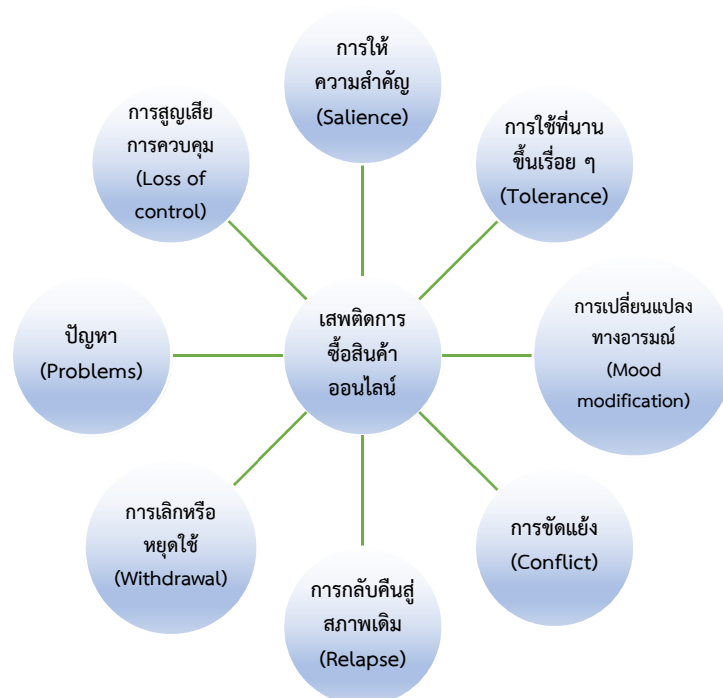 การให้
ความสำคัญ
(Salience)
การใช้ที่นาน
ขึ้นเรื่อย ๆ
(Tolerance)
การเปลี่ยนแปลง
ทางอารมณ์
(Mood
modification)
การขัดแย้ง
(Conflict)
การกลับคืนสู่
สภาพเดิม
(Relapse)
การเลิกหรือ
หยุดใช้
(Withdrawal)
ปัญหา
(Problems)
การสูญเสีย
การควบคุม
(Loss of
control)
เสพติดการ
ซื้อสินค้า
ออนไลน์